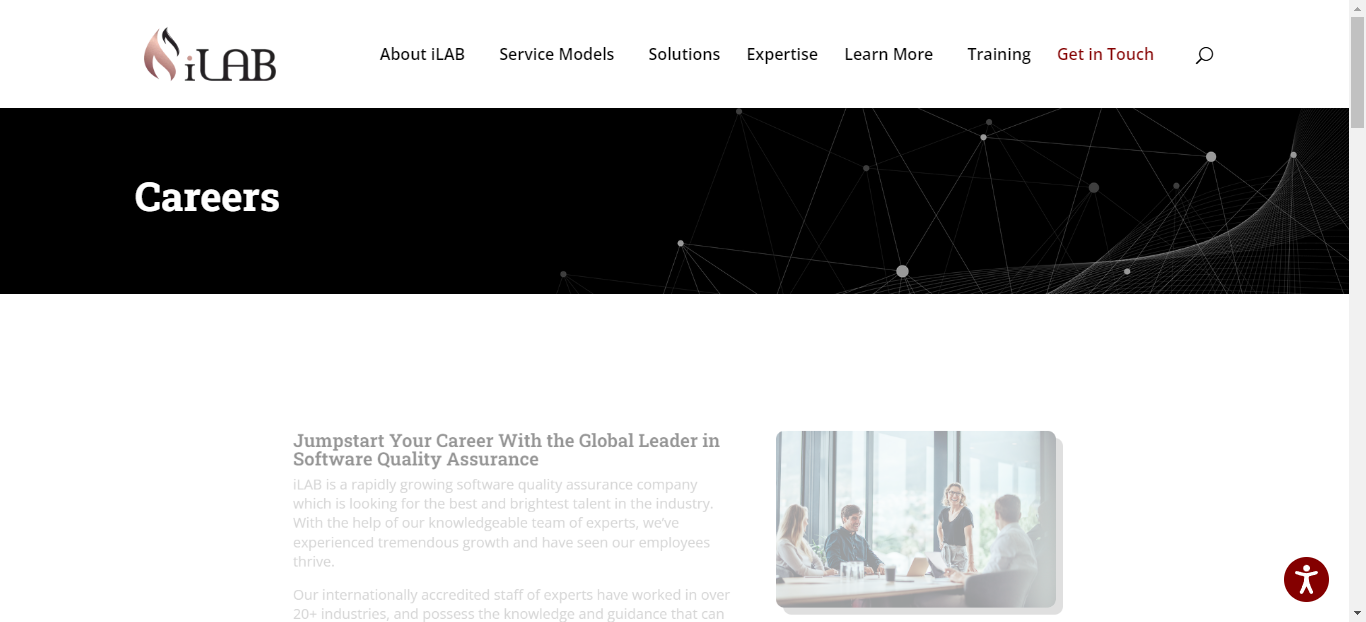 iLAB
About iLAB
Service Models
Solutions
Expertise
Learn More
Training
Get in Touch
Careers
Jumpstart Your Career With the Global Leader in
Software Quality Assurance
iLAB is a rapidly growing software quality assurance company
which is looking for the best and brightest talent in the industry.
With the help of our knowledgeable team of experts, we've
experienced tremendous growth and have seen our employees
thrive.
Our internationally accredited staff of experts have worked in over
20+ industries, and possess the knowledge and guidance that can